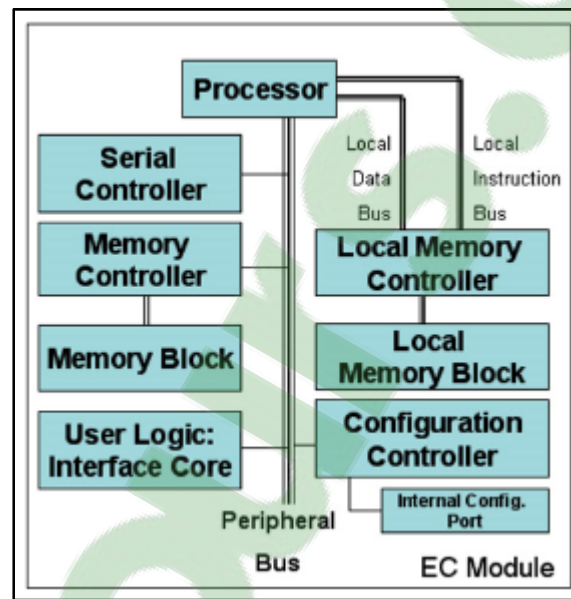 Processor
Serial
Controller
Local
Data
Bus
Local
Instruction
Bus
Memory
Controller
Local Memory
Controller
Memory Block
Local
Memory Block
User Logic:
Interface Core
Configuration
Controller
Internal Config.
Port
Peripheral
Bus
EC Module